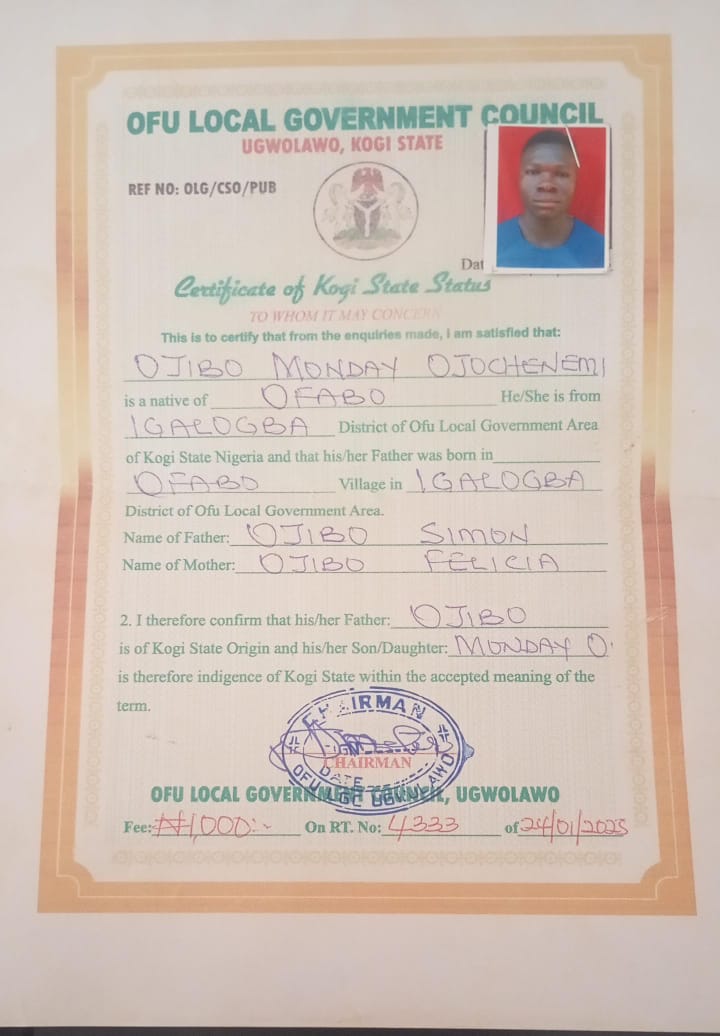 OFU LOCAL GOVERNMENT COUNCIL
UGWOLAWO, KOGI STATE
REF NO: OLG/CSO/PUB
Dat
Certificate of Kogi State Status
TO WHOM IT MAY CONCERN
This is to certify that from the enquiries made, I am satisfied that:
OJIBO MONDAY OJOCHENEMI
is a native of OFABO He/She is from
IGALOGBA District of Ofu Local Government Area
of Kogi State Nigeria and that his/her Father was born in
OFABO Village in IGALOGBA
District of Ofu Local Government Area.
Name of Father: OJIBO SIMON
Name of Mother: OJIBO FELICIA
2. I therefore confirm that his/her Father: OJIBO
is of Kogi State Origin and his/her Son/Daughter: MONDAY O.
is therefore indigence of Kogi State within the accepted meaning of the
term.
CHAIRMAN
CHAIRMAN
DATE
OFU LGC UGWOLAWO
OFU LOCAL GOVERNMENT COUNCIL, UGWOLAWO
Fee: ₦1,000:~ On RT. No: 4333 of 24/01/2025